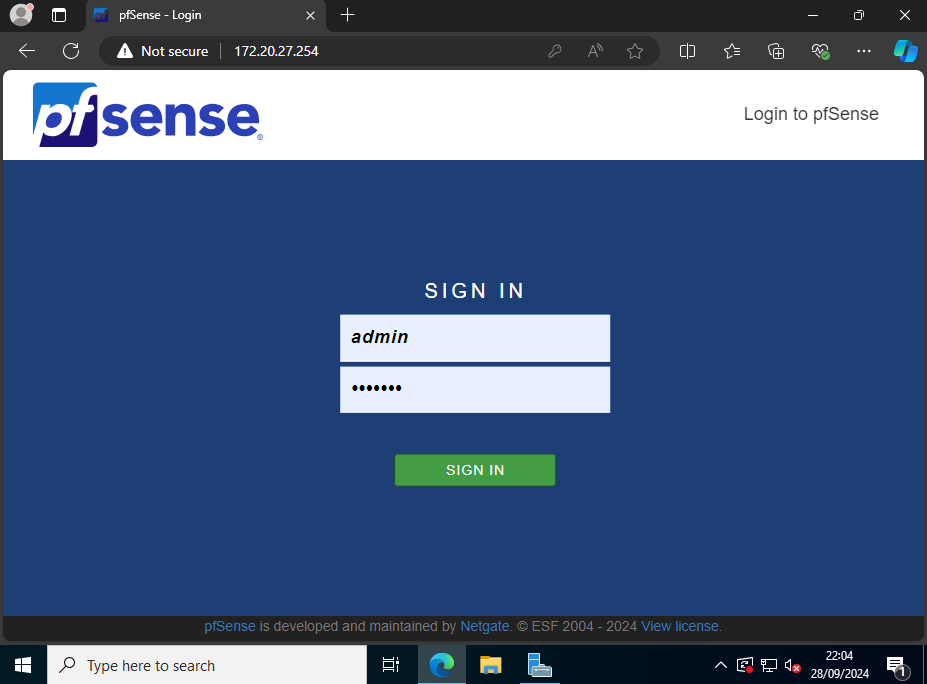 pfSense - Login
Not secure
172.20.27.254
pfsense®
Login to pfSense
SIGN IN
admin
•••••••
SIGN IN
pfSense is developed and maintained by Netgate. © ESF 2004 - 2024 View license.
Type here to search
22:04
28/09/2024
1